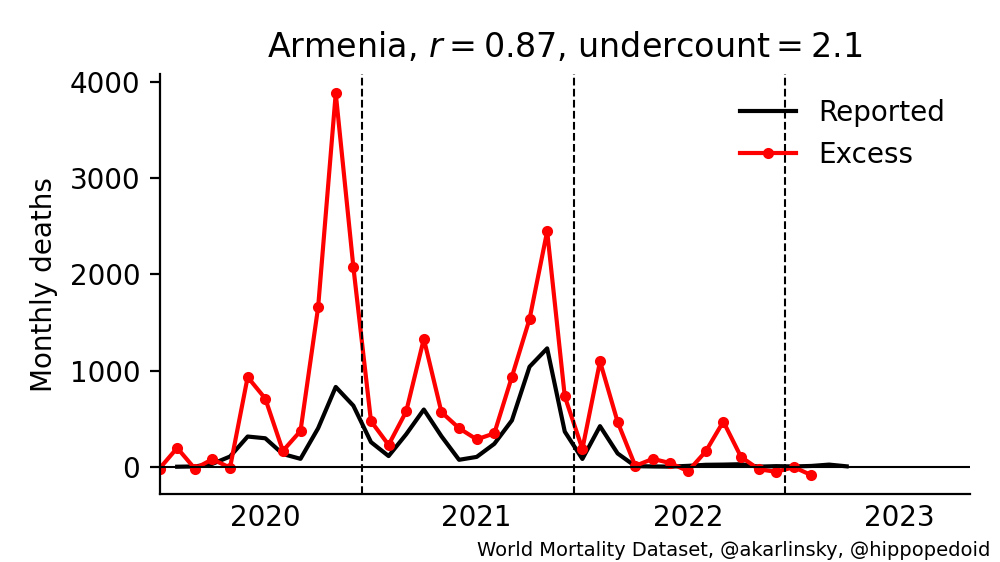 Armenia, r = 0.87, undercount = 2.1
Monthly deaths
4000
3000
2000
1000
0
Reported
Excess
2020 2021 2022 2023
World Mortality Dataset, @akarlinsky, @hippopedoid